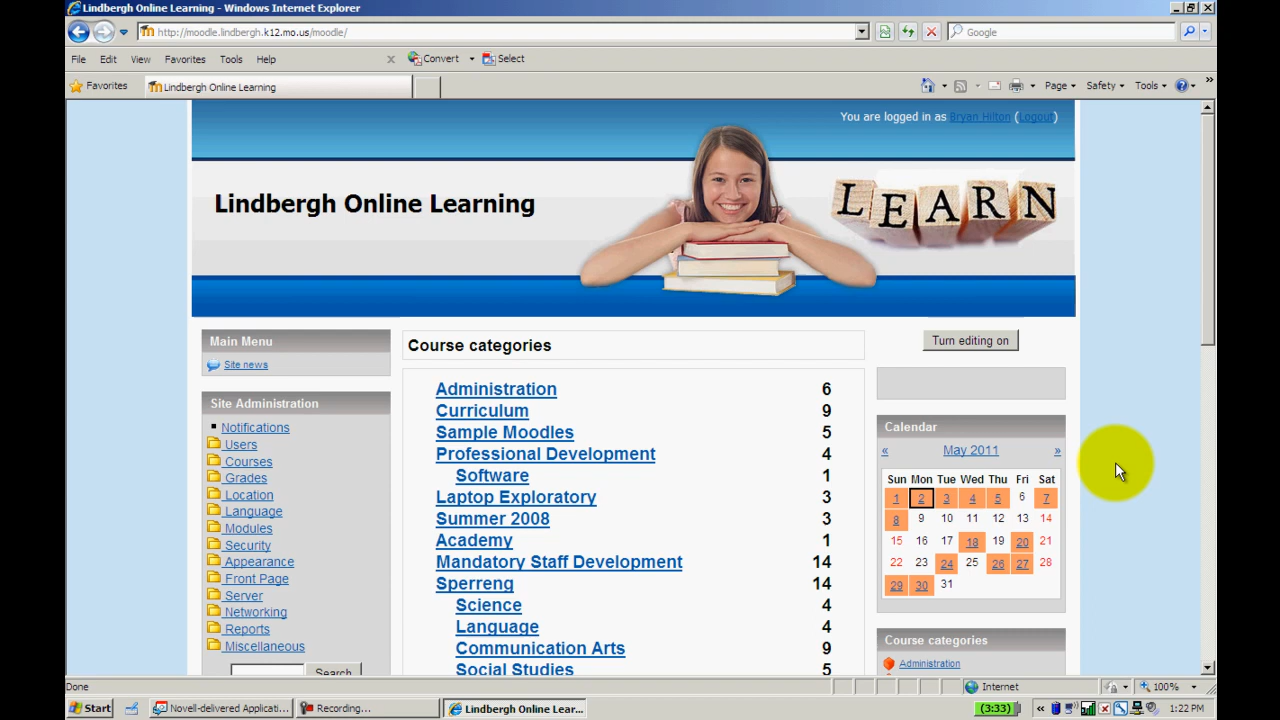 Lindbergh Online Learning - Windows Internet Explorer
http://moodle.lindbergh.k12.mo.us/moodle/
Google
File Edit View Favorites Tools Help
x Convert Select
Favorites
Lindbergh Online Learning
Page Safety Tools
You are logged in as Bryan Hilton (Logout)
Lindbergh Online Learning
LEARN
Main Menu
Site news
Site Administration
Notifications
Users
Courses
Grades
Location
Language
Modules
Security
Appearance
Front Page
Server
Networking
Reports
Miscellaneous
Search
Course categories
Administration 6
Curriculum 9
Sample Moodles 5
Professional Development 4
Software 1
Laptop Exploratory 3
Summer 2008 3
Academy 1
Mandatory Staff Development 14
Sperreng 14
Science 4
Language 4
Communication Arts 9
Social Studies 5
Turn editing on
Calendar
« May 2011 »
Sun Mon Tue Wed Thu Fri Sat
1 2 3 4 5 6 7
8 9 10 11 12 13 14
15 16 17 18 19 20 21
22 23 24 25 26 27 28
29 30 31
Course categories
Administration
Done
Internet
100%
Start
Novell-delivered Applicati...
Recording...
Lindbergh Online Lear...
(3:33)
1:22 PM